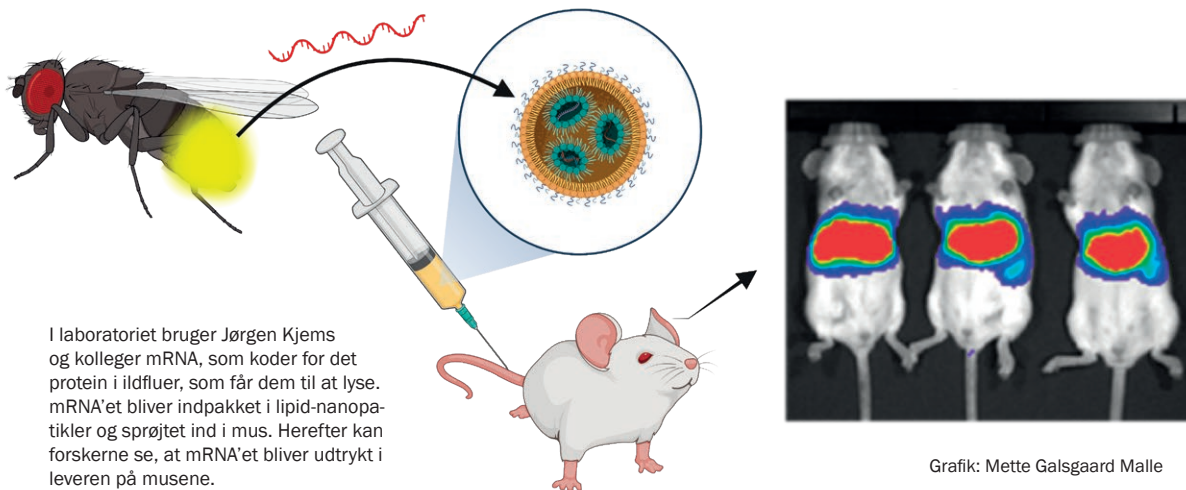 I laboratoriet bruger Jørgen Kjems
og kolleger mRNA, som koder for det
protein i ildfluer, som får dem til at lyse.
mRNA’et bliver indpakket i lipid-nanopa-
tikler og sprøjtet ind i mus. Herefter kan
forskerne se, at mRNA’et bliver udtrykt i
leveren på musene.
Grafik: Mette Galsgaard Malle